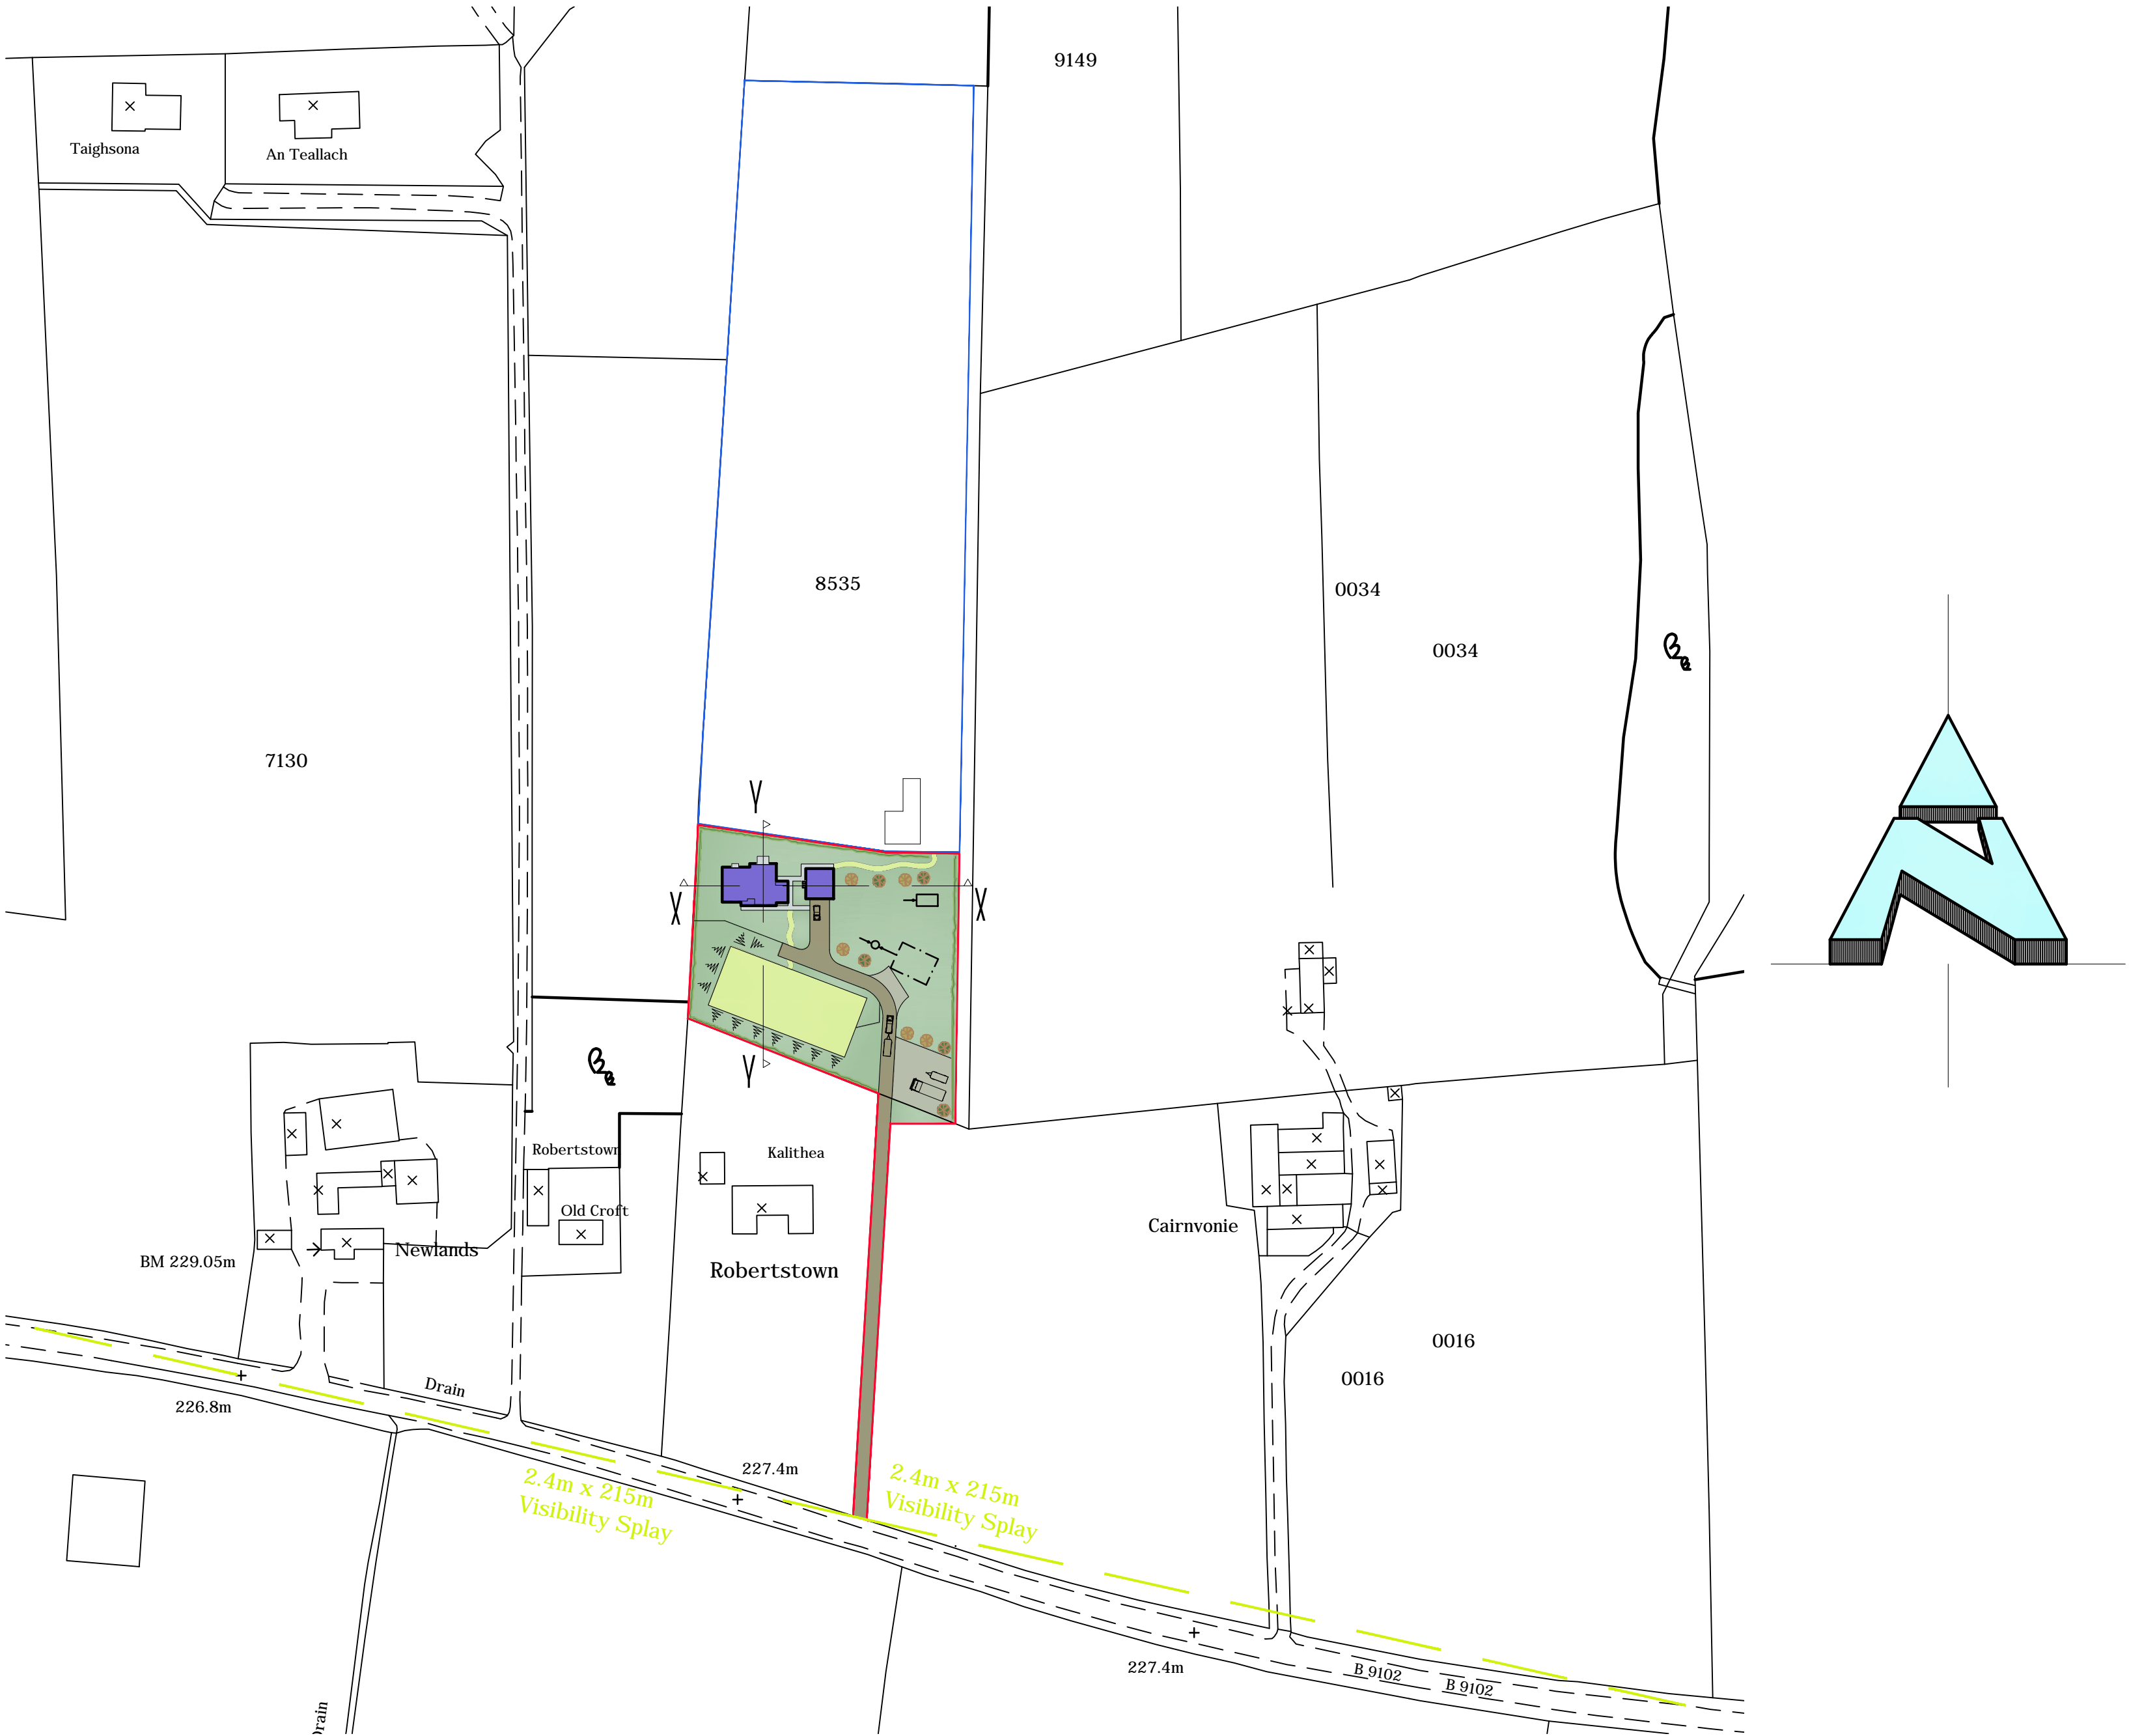 9149
Taighsona
An Teallach
8535
0034
0034
7130
Y
X
X
Y
Robertstown
Kalithea
Old Croft
Cairnvonie
Newlands
BM 229.05m
Robertstown
0016
0016
Drain
226.8m
227.4m
2.4m x 215m
Visibility Splay
2.4m x 215m
Visibility Splay
227.4m
B 9102
B 9102
Drain
N